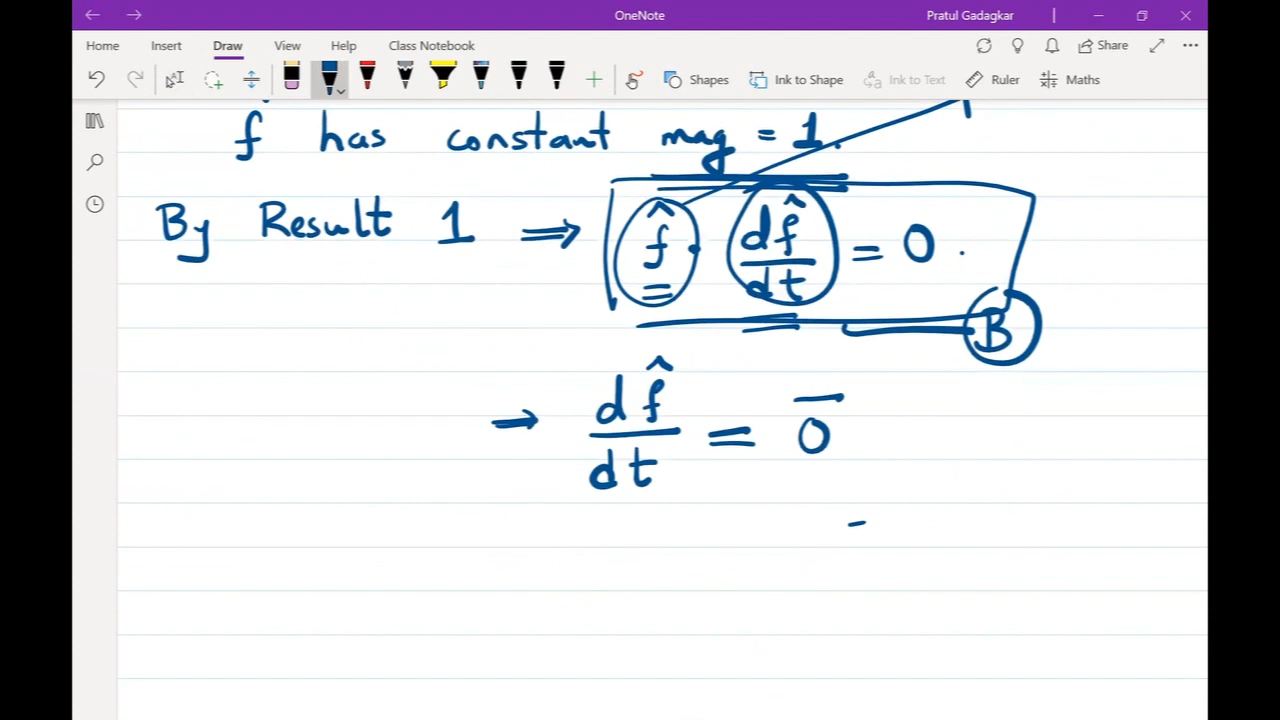 OneNote
Pratul Gadagkar
Home Insert Draw View Help Class Notebook
Share
Shapes Ink to Shape Ink to Text Ruler Maths
f̂ has constant mag = 1.
By Result 1 ⇒ f̂ · df̂/dt = 0.
B
→ df̂/dt = 0̄